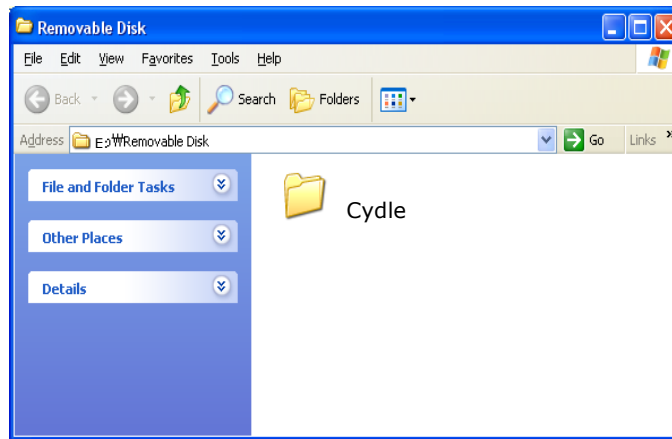 Removable Disk
File Edit View Favorites Tools Help
Back Search Folders
Address E:₩Removable Disk Go Links »
File and Folder Tasks
Cydle
Other Places
Details